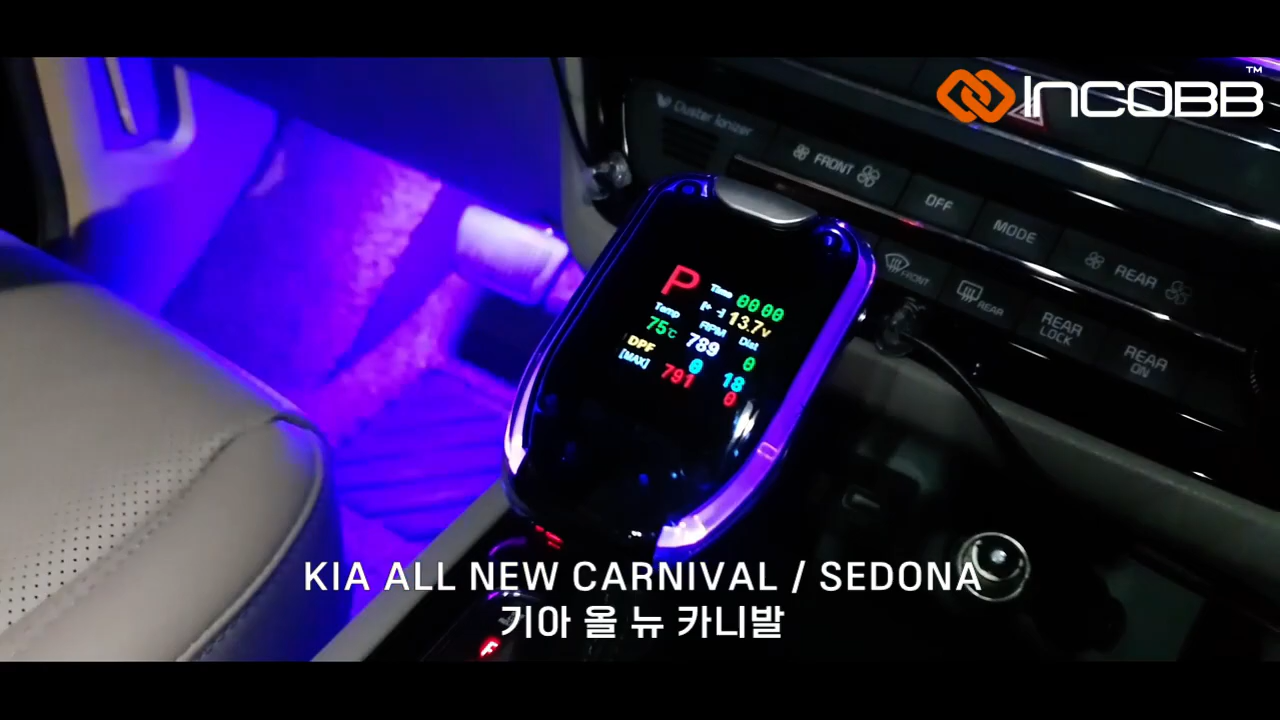 INCOBB™
Cluster Ionizer
FRONT
OFF
MODE
REAR
FRONT
REAR
REAR LOCK
REAR ON
P
Time 00:00
[+ -] 13.7v
Temp RPM Dist
75℃ 789 0
DPF 0 18
[MAX] 791 0
KIA ALL NEW CARNIVAL / SEDONA
기아 올 뉴 카니발